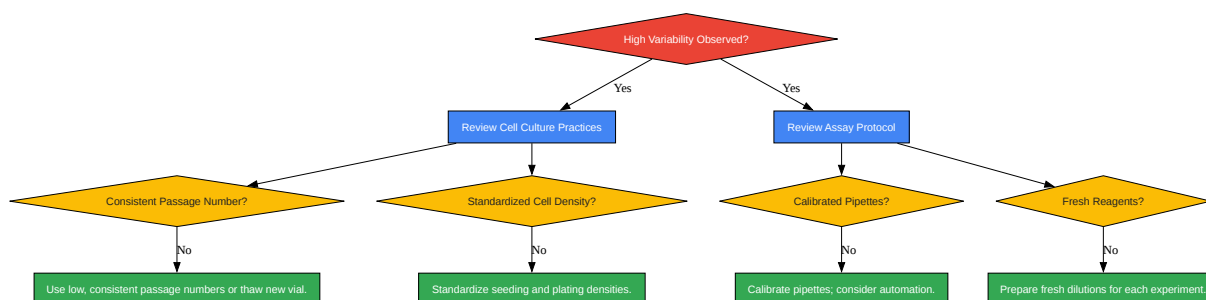 High Variability Observed?
Yes
Yes
Review Cell Culture Practices
Review Assay Protocol
Consistent Passage Number?
Standardized Cell Density?
Calibrated Pipettes?
Fresh Reagents?
No
No
No
No
Use low, consistent passage numbers or thaw new vial.
Standardize seeding and plating densities.
Calibrate pipettes; consider automation.
Prepare fresh dilutions for each experiment.